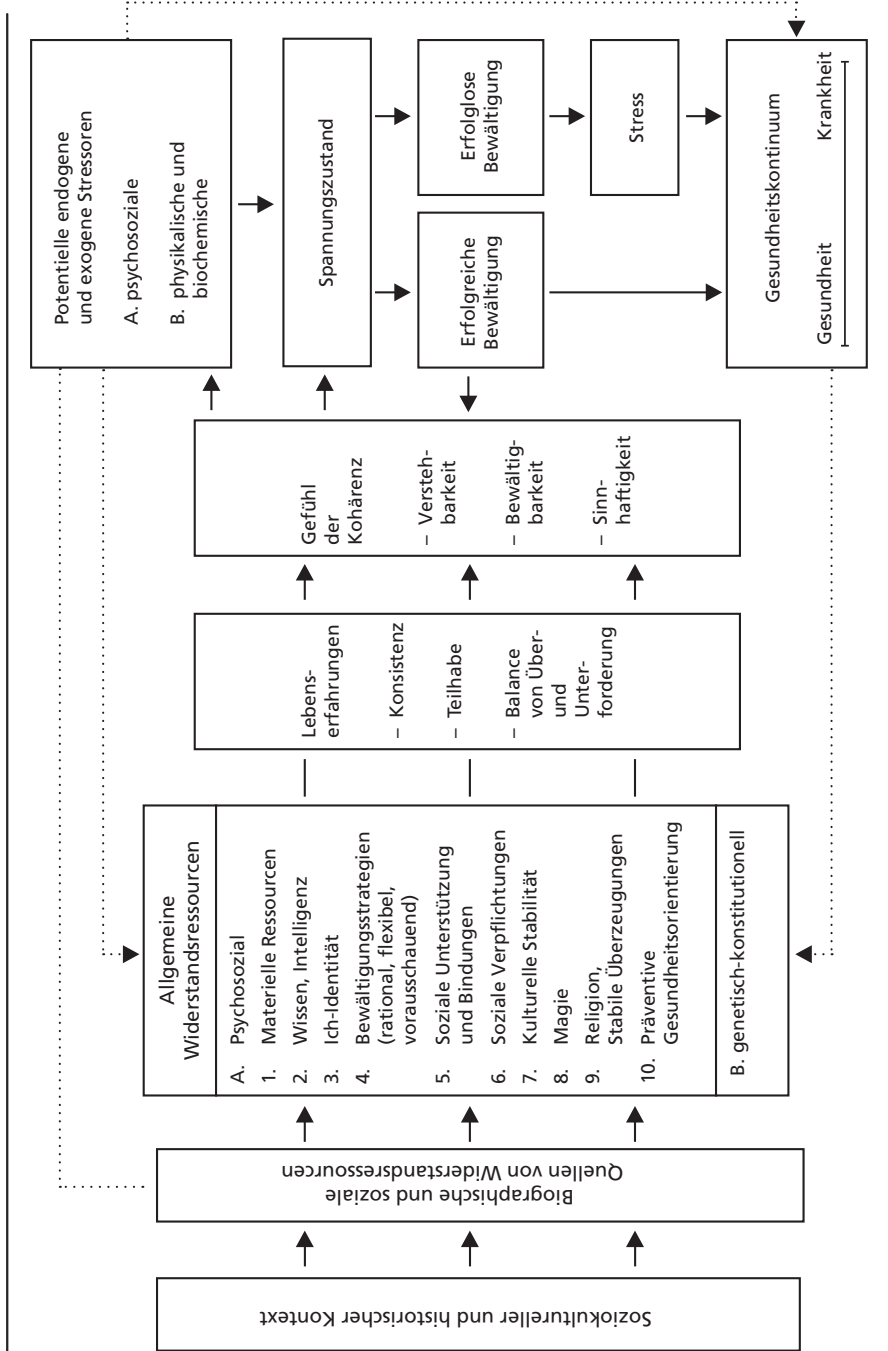 Soziokultureller und historischer Kontext
Biographische und soziale
Quellen von Widerstandsressourcen
Allgemeine
Widerstandsressourcen
A. Psychosozial
1. Materielle Ressourcen
2. Wissen, Intelligenz
3. Ich-Identität
4. Bewältigungsstrategien
(rational, flexibel,
vorausschauend)
5. Soziale Unterstützung
und Bindungen
6. Soziale Verpflichtungen
7. Kulturelle Stabilität
8. Magie
9. Religion,
Stabile Überzeugungen
10. Präventive
Gesundheitsorientierung
B. genetisch-konstitutionell
Lebens-
erfahrungen
– Konsistenz
– Teilhabe
– Balance
von Über-
und
Unter-
forderung
Gefühl
der
Kohärenz
– Versteh-
barkeit
– Bewältig-
barkeit
– Sinn-
haftigkeit
Potentielle endogene
und exogene Stressoren
A. psychosoziale
B. physikalische und
biochemische
Spannungszustand
Erfolgreiche
Bewältigung
Erfolglose
Bewältigung
Stress
Gesundheitskontinuum
Gesundheit Krankheit